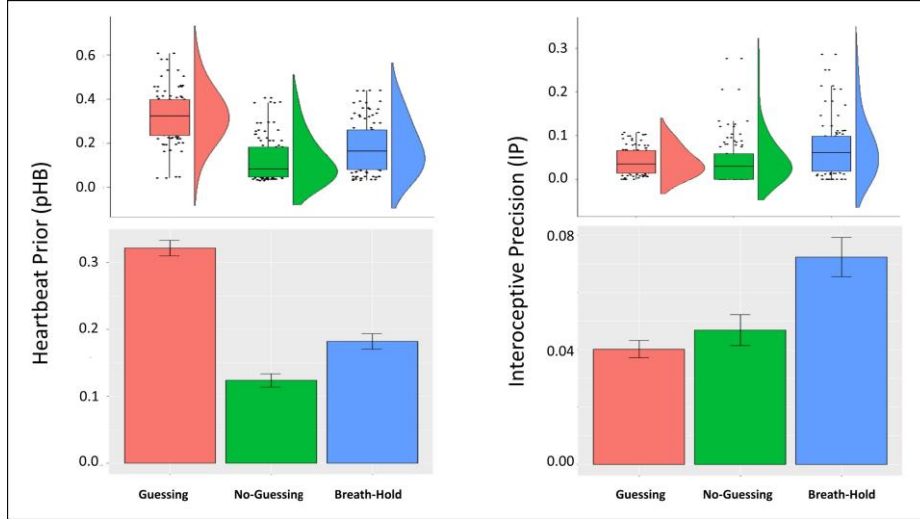 Heartbeat Prior (pHB)
0.6
0.4
0.2
0.0
0.3
0.2
0.1
0.0
Guessing
No-Guessing
Breath-Hold
Interoceptive Precision (IP)
0.3
0.2
0.1
0.0
0.08
0.04
0.00
Guessing
No-Guessing
Breath-Hold